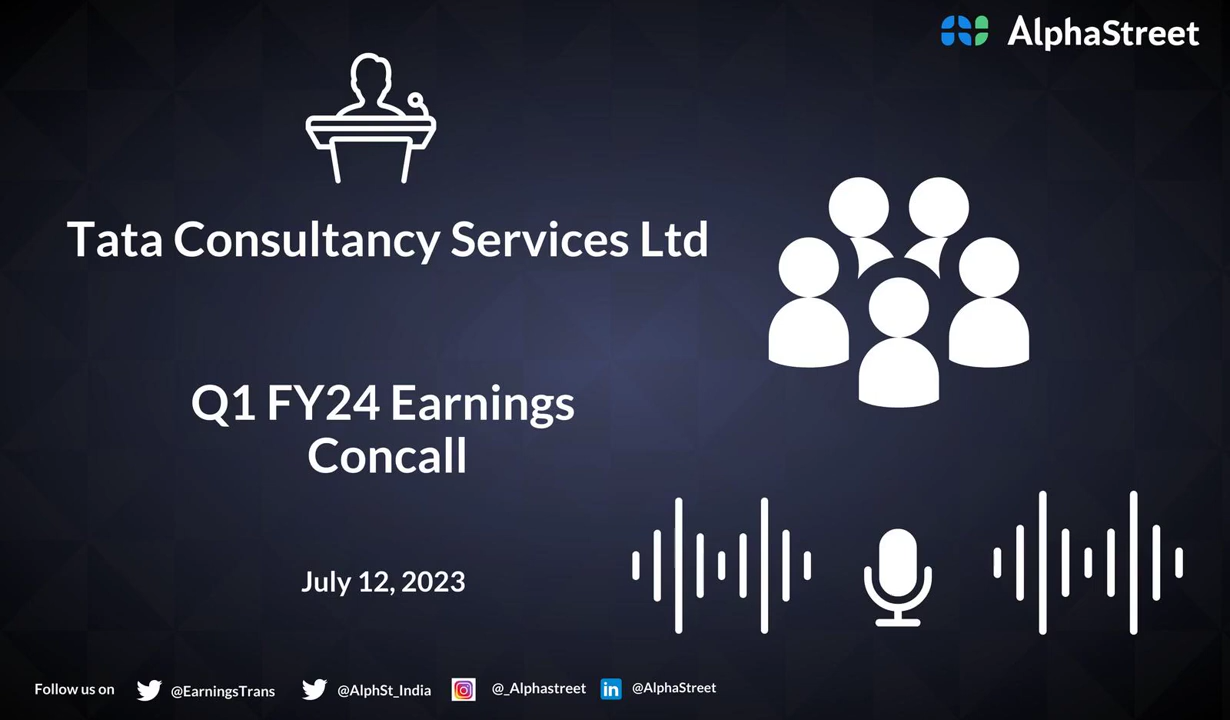 AlphaStreet
Tata Consultancy Services Ltd
Q1 FY24 Earnings
Concall
July 12, 2023
Follow us on @EarningsTrans @AlphSt_India @_Alphastreet in @AlphaStreet